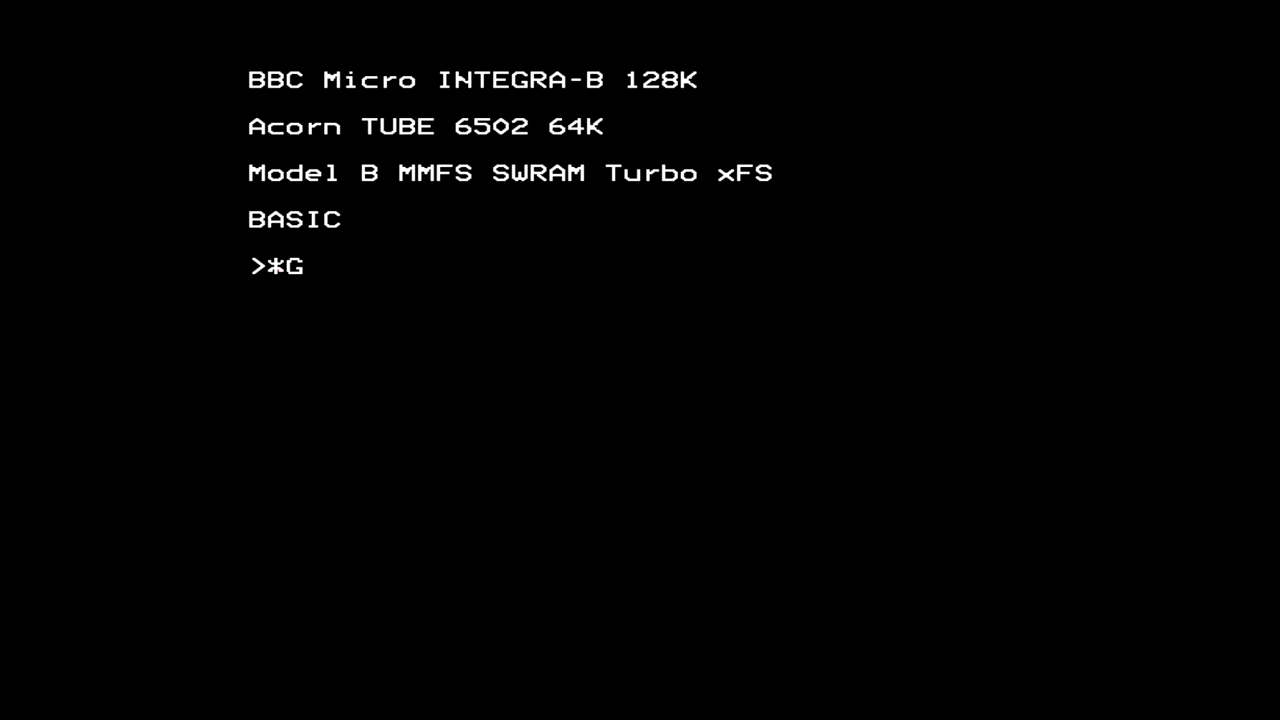 BBC Micro INTEGRA-B 128K
Acorn TUBE 6502 64K
Model B MMFS SWRAM Turbo xFS
BASIC
>*G